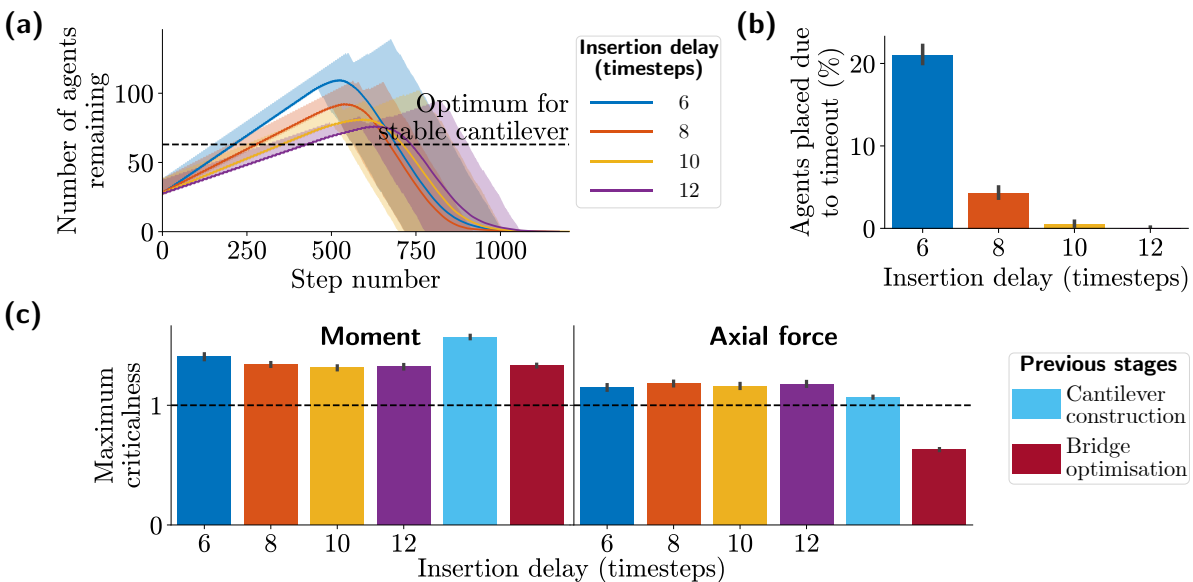 (a)
Number of agents
remaining
100
50
0
0
250
500
750
1000
Step number
Optimum for
stable cantilever
Insertion delay
(timesteps)
6
8
10
12
(b)
Agents placed due
to timeout (%)
20
10
0
6
8
10
12
Insertion delay (timesteps)
(c)
Maximum
criticalness
1
0
Moment
Axial force
6
8
10
12
6
8
10
12
Insertion delay (timesteps)
Previous stages
Cantilever
construction
Bridge
optimisation